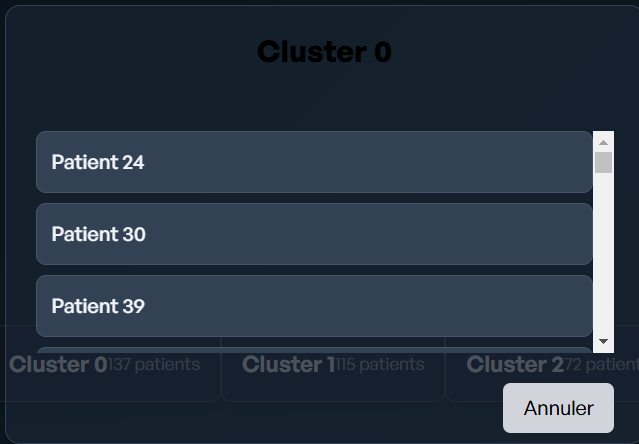 Cluster 0
Patient 24
Patient 30
Patient 39
Cluster 0 137 patients Cluster 1 115 patients Cluster 2 72 patient
Annuler